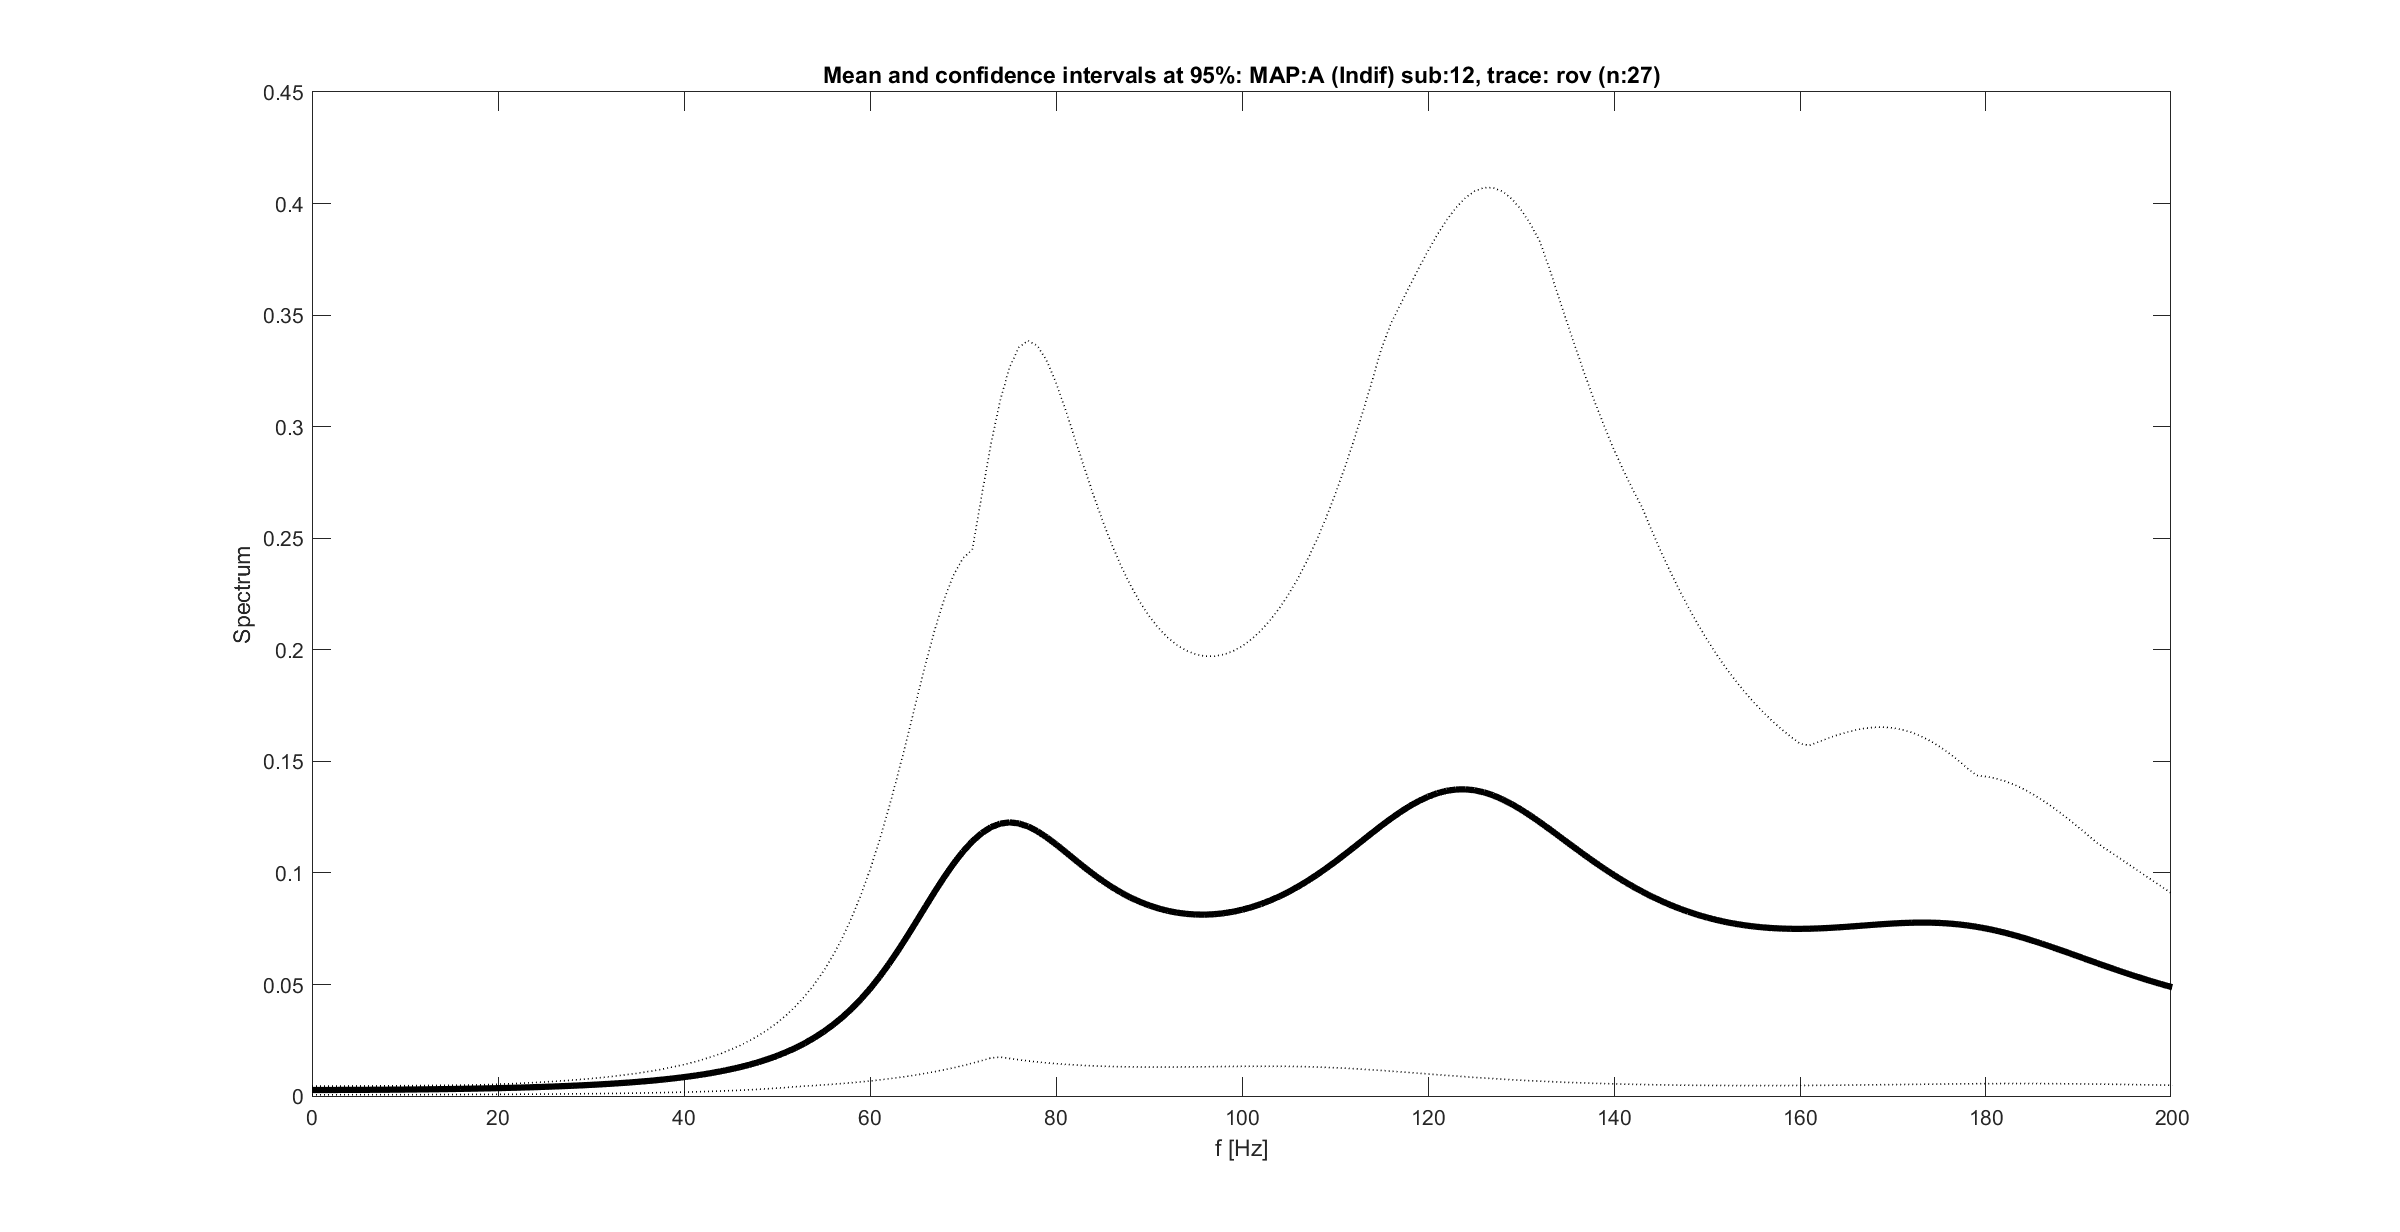 Mean and confidence intervals at 95%: MAP:A (Indif) sub:12, trace: rov (n:27)
0.45
0.4
0.35
0.3
0.25
0.2
0.15
0.1
0.05
0
Spectrum
0 20 40 60 80 100 120 140 160 180 200
f [Hz]